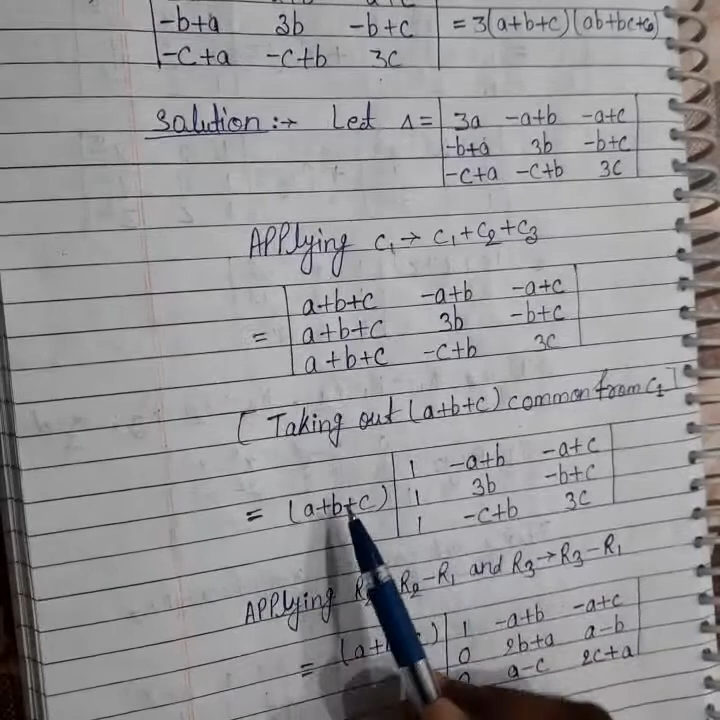 -b+a 3b -b+c = 3(a+b+c)(ab+bc+ca)
-c+a -c+b 3c
Solution :→ Let Δ = 3a -a+b -a+c
-b+a 3b -b+c
-c+a -c+b 3c
APPlying C₁ → C₁+C₂+C₃
a+b+c -a+b -a+c
= a+b+c 3b -b+c
a+b+c -c+b 3c
[ Taking out (a+b+c) common from C₁ ]
1 -a+b -a+c
= (a+b+c) 1 3b -b+c
1 -c+b 3c
APPlying R₂ R₂-R₁ and R₃→R₃-R₁
1 -a+b -a+c
= 0 2b+a a-b
0 a-c 2c+a